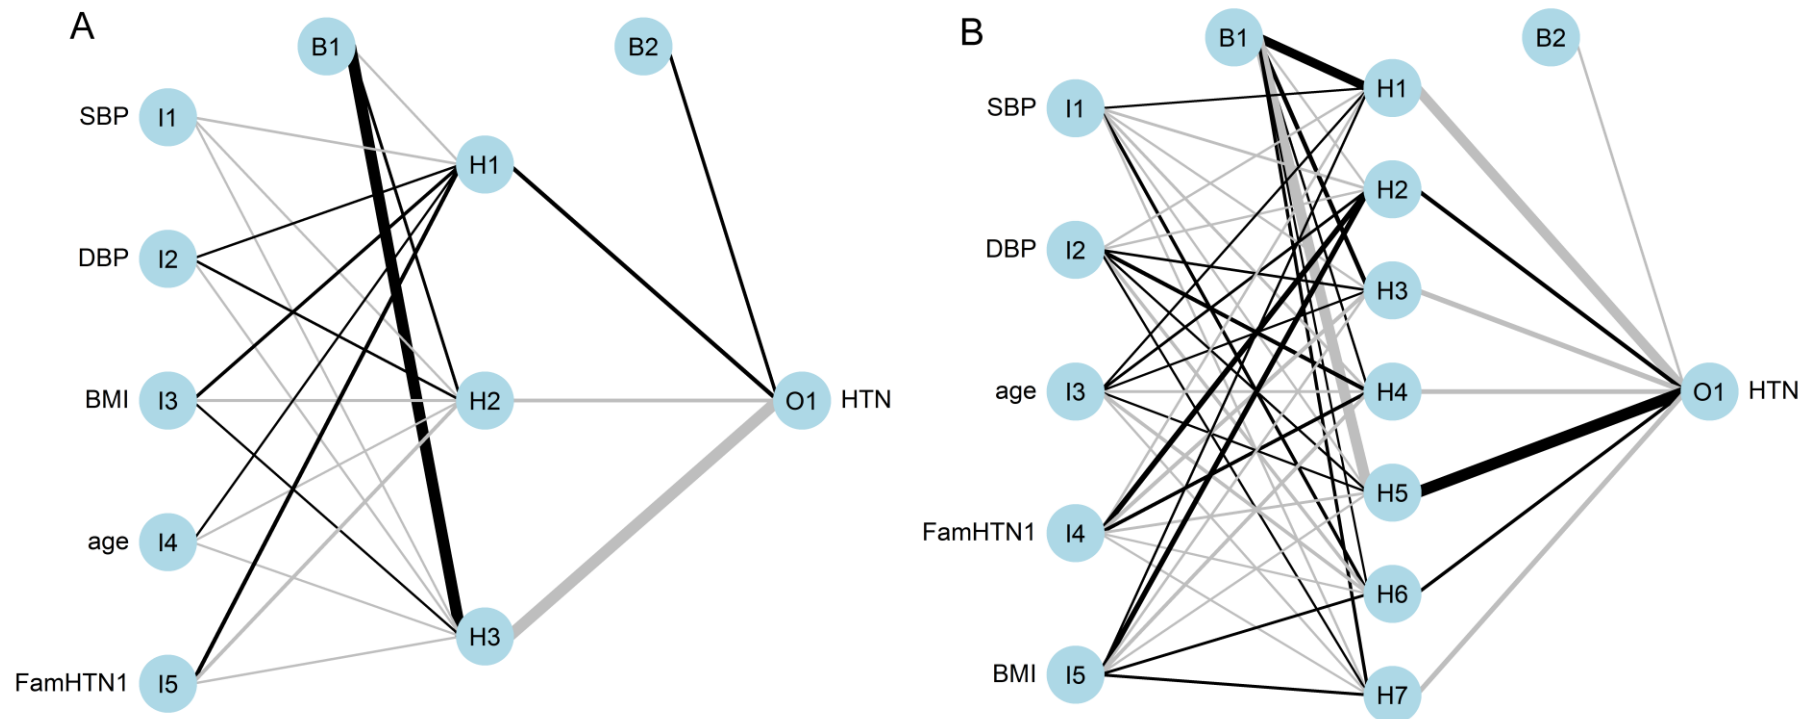 A
B1
B2
SBP I1
H1
DBP I2
BMI I3
H2
O1 HTN
age I4
H3
FamHTN1 I5
B
B1
B2
H1
SBP I1
H2
DBP I2
H3
age I3
H4
O1 HTN
H5
FamHTN1 I4
H6
BMI I5
H7